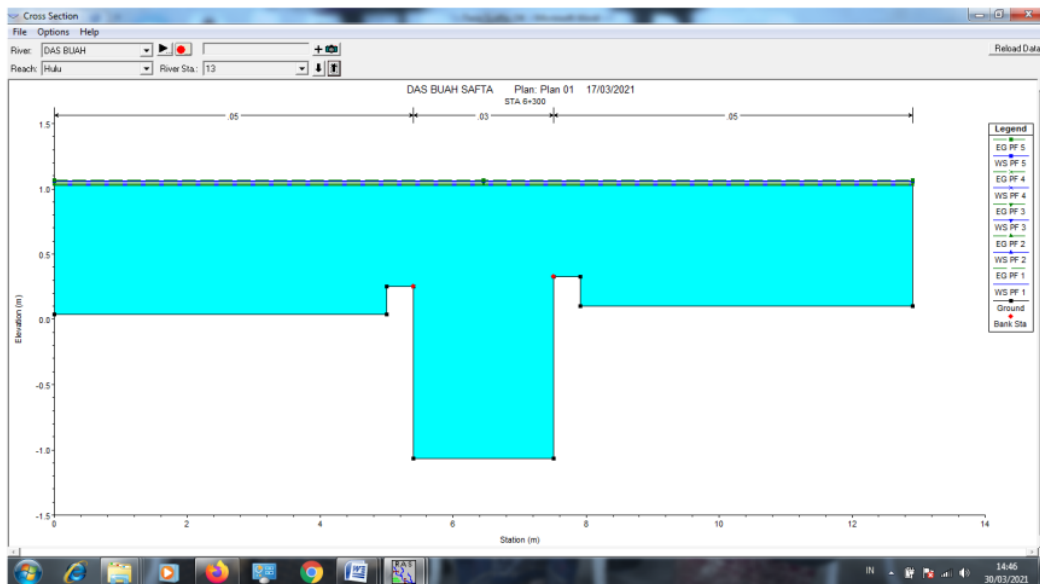 Cross Section
File Options Help
River: DAS BUAH
Reload Data
Reach: Hulu River Sta.: 13
DAS BUAH SAFTA Plan: Plan 01 17/03/2021
STA 6+300
.05 .03 .05
Legend
EG PF 5
WS PF 5
EG PF 4
WS PF 4
EG PF 3
WS PF 3
EG PF 2
WS PF 2
EG PF 1
WS PF 1
Ground
Bank Sta
1.5
1.0
0.5
0.0
-0.5
-1.0
-1.5
Elevation (m)
0 2 4 6 8 10 12 14
Station (m)
RAS
IN
14:46
30/03/2021